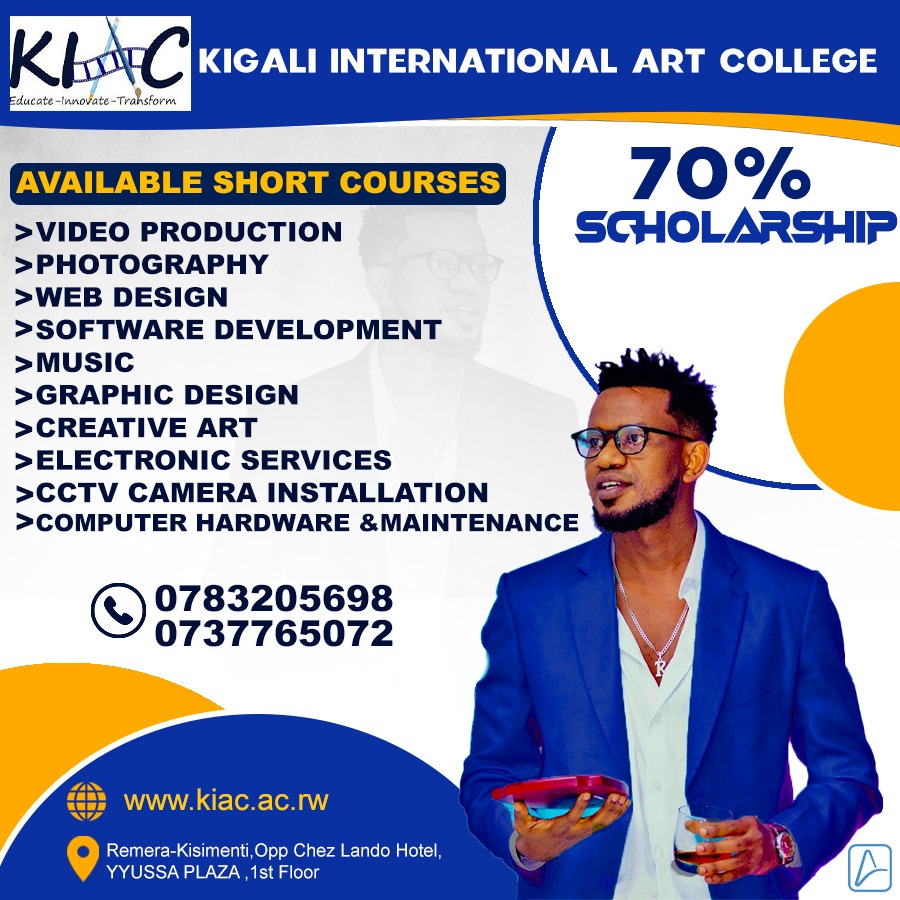 KIAC
Educate-Innovate-Transform
KIGALI INTERNATIONAL ART COLLEGE
70%
SCHOLARSHIP
AVAILABLE SHORT COURSES
>VIDEO PRODUCTION
>PHOTOGRAPHY
>WEB DESIGN
>SOFTWARE DEVELOPMENT
>MUSIC
>GRAPHIC DESIGN
>CREATIVE ART
>ELECTRONIC SERVICES
>CCTV CAMERA INSTALLATION
>COMPUTER HARDWARE &MAINTENANCE
0783205698
0737765072
R
www.kiac.ac.rw
Remera-Kisimenti,Opp Chez Lando Hotel,
YYUSSA PLAZA ,1st Floor